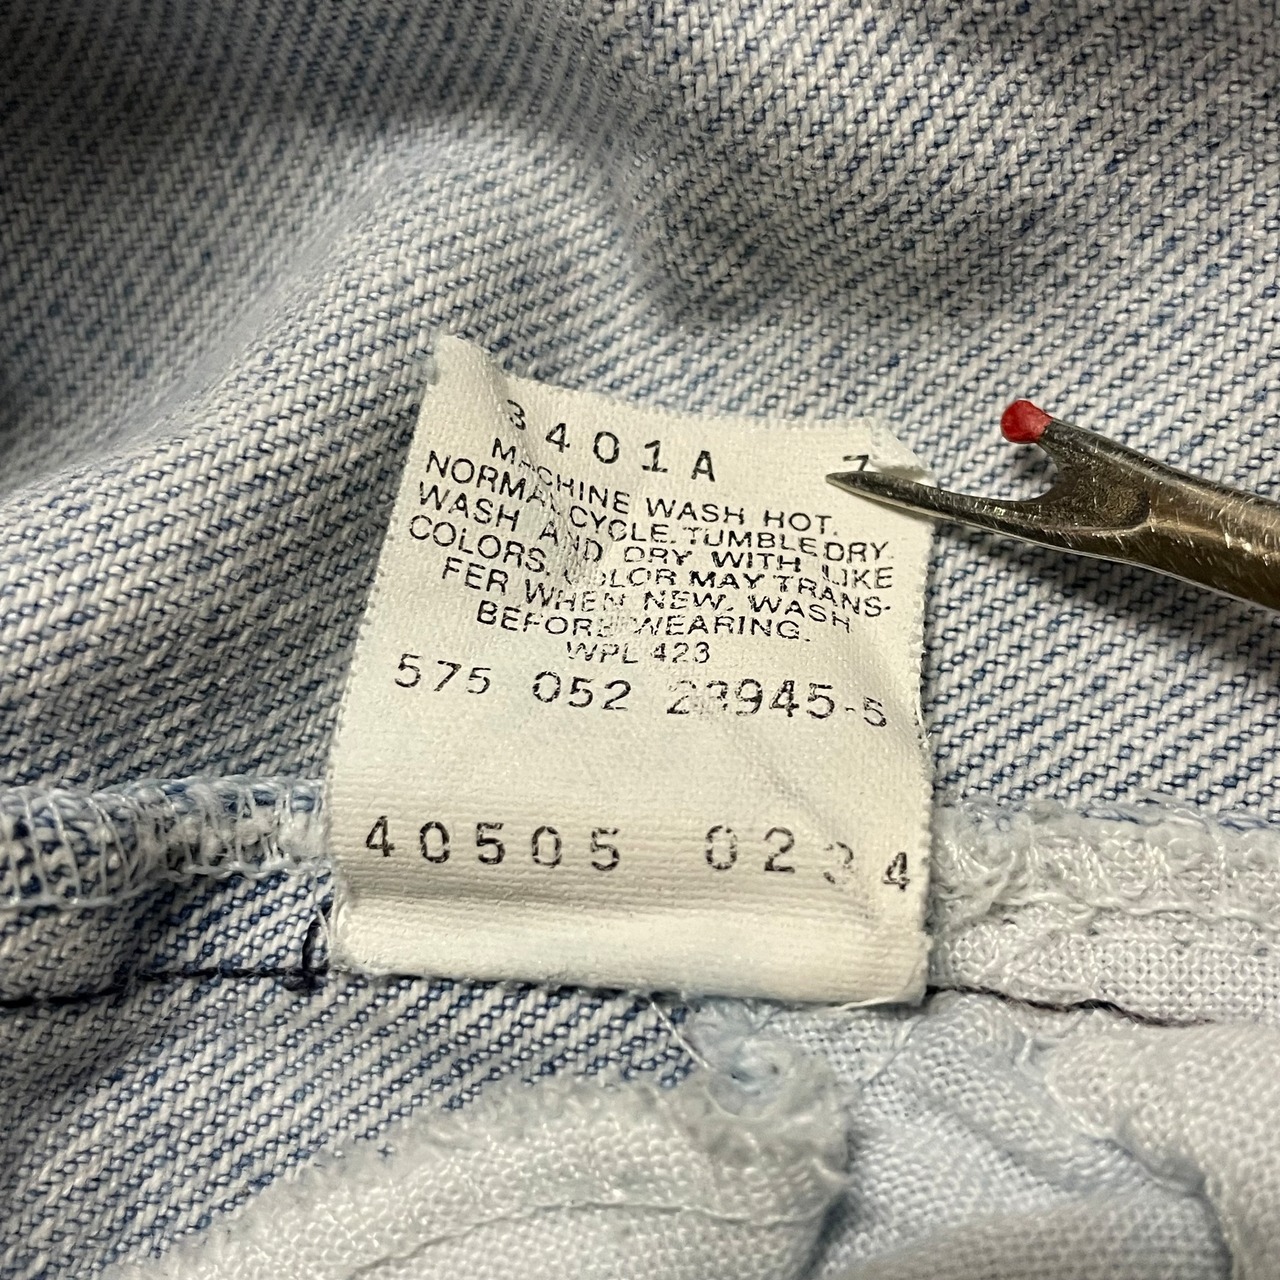 3401A 7
MACHINE WASH HOT.
NORMAL CYCLE. TUMBLE DRY.
WASH AND DRY WITH LIKE
COLORS. COLOR MAY TRANS-
FER WHEN NEW. WASH
BEFORE WEARING.
WPL 423
575 052
40505